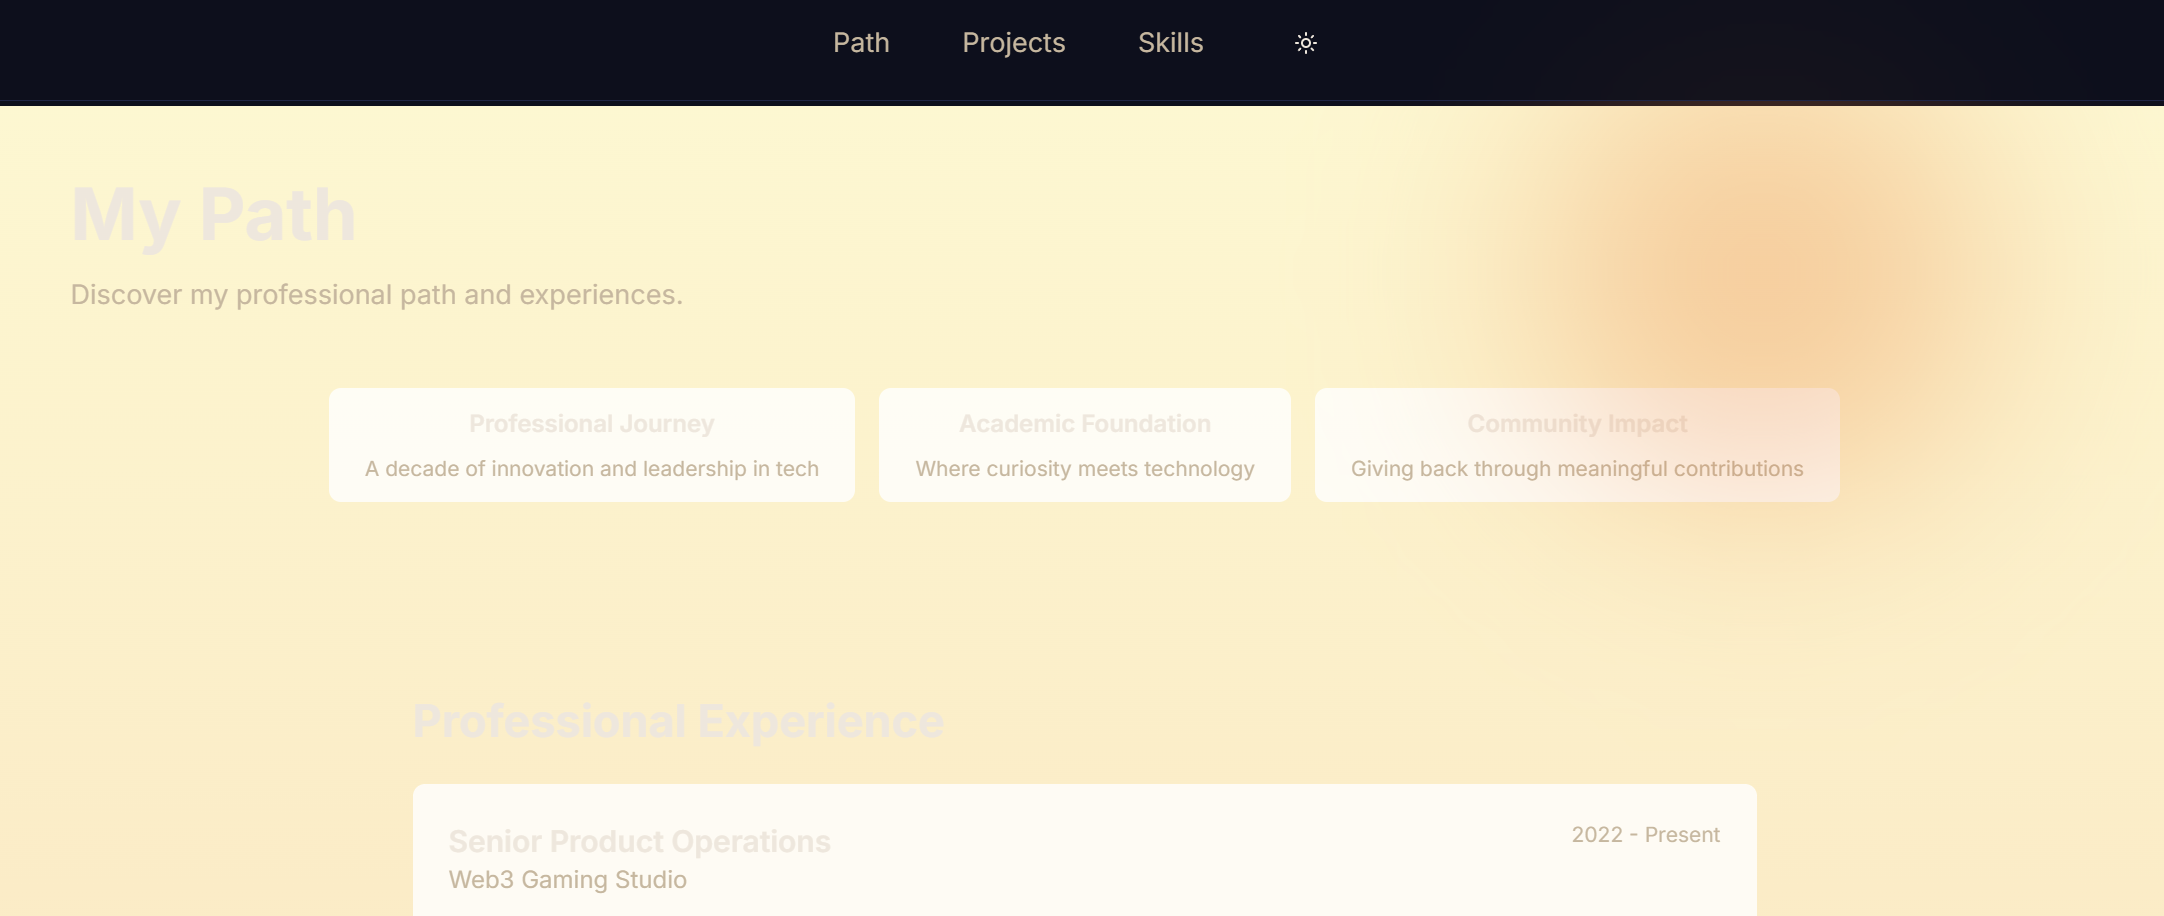 Path Projects Skills
My Path
Discover my professional path and experiences.
Professional Journey
A decade of innovation and leadership in tech
Academic Foundation
Where curiosity meets technology
Community Impact
Giving back through meaningful contributions
Professional Experience
Senior Product Operations
2022 - Present
Web3 Gaming Studio